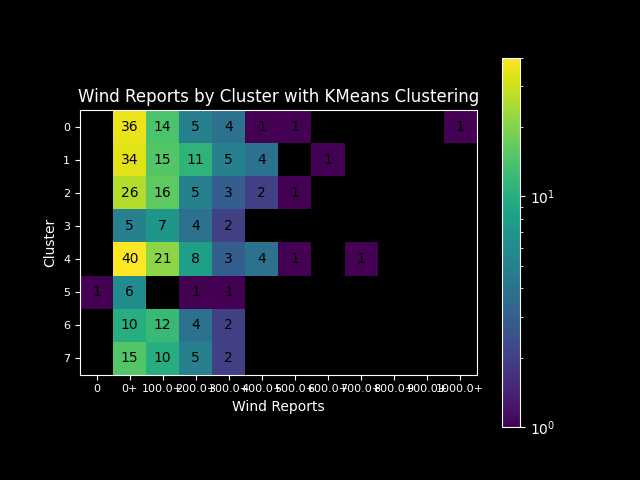 Wind Reports by Cluster with KMeans Clustering
0 36 14 5 4 1 1 1
1 34 15 11 5 4 1
2 26 16 5 3 2 1
3 5 7 4 2
4 40 21 8 3 4 1 1
5 1 6 1 1
6 10 12 4 2
7 15 10 5 2
0 0+ 100.0+ 200.0+ 300.0+ 400.0+ 500.0+ 600.0+ 700.0+ 800.0+ 900.0+ 1000.0+
Wind Reports
Cluster
10¹
10⁰